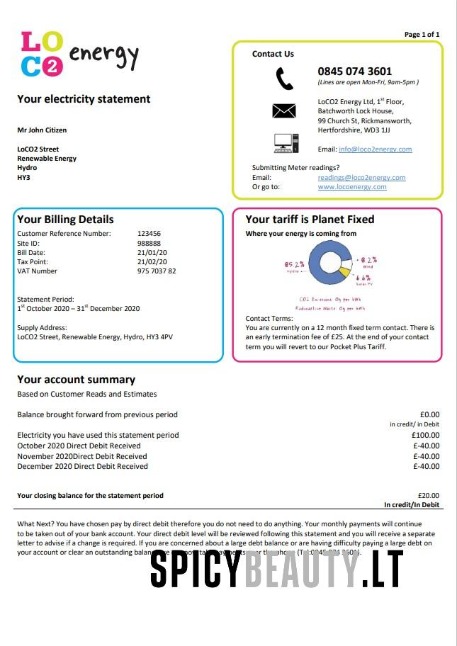 Page 1 of 1
LO
CO2 energy
Contact Us
0845 074 3601
(Lines are open Mon-Fri, 9am-5pm )
Your electricity statement
LoCO2 Energy Ltd, 1st Floor,
Batchworth Lock House,
99 Church St, Rickmansworth,
Hertfordshire, WD3 1JJ
Mr John Citizen
Email: info@loco2energy.com
LoCO2 Street
Renewable Energy
Hydro
HY3
Submitting Meter readings?
Email: readings@loco2energy.com
Or go to: www.locoenergy.com
Your Billing Details
Customer Reference Number: 123456
Site ID: 988888
Bill Date: 21/01/20
Tax Point: 21/02/20
VAT Number 975 7037 82
Statement Period:
1st October 2020 – 31st December 2020
Supply Address:
LoCO2 Street, Renewable Energy, Hydro, HY3 4PV
Your tariff is Planet Fixed
Where your energy is coming from
85.2%
8.2%
Wind
6.6%
Solar PV
Contact Terms:
You are currently on a 12 month fixed term contact. There is
an early termination fee of £25. At the end of your contact
term you will revert to our Pocket Plus Tariff.
Your account summary
Based on Customer Reads and Estimates
Balance brought forward from previous period £0.00
in credit/ in Debit
Electricity you have used this statement period £100.00
October 2020 Direct Debit Received £-40.00
November 2020Direct Debit Received £-40.00
December 2020 Direct Debit Received £-40.00
Your closing balance for the statement period £20.00
In credit/In Debit
What Next? You have chosen pay by direct debit therefore you do not need to do anything. Your monthly payments will continue
to be taken out of your bank account. Your direct debit level will be reviewed following this statement and you will receive a separate
letter to advise if a change is required. If you are concerned about a large debt balance or are having difficulty paying a large debt on
your account or clear an outstanding
SPICYBEAUTY.LT